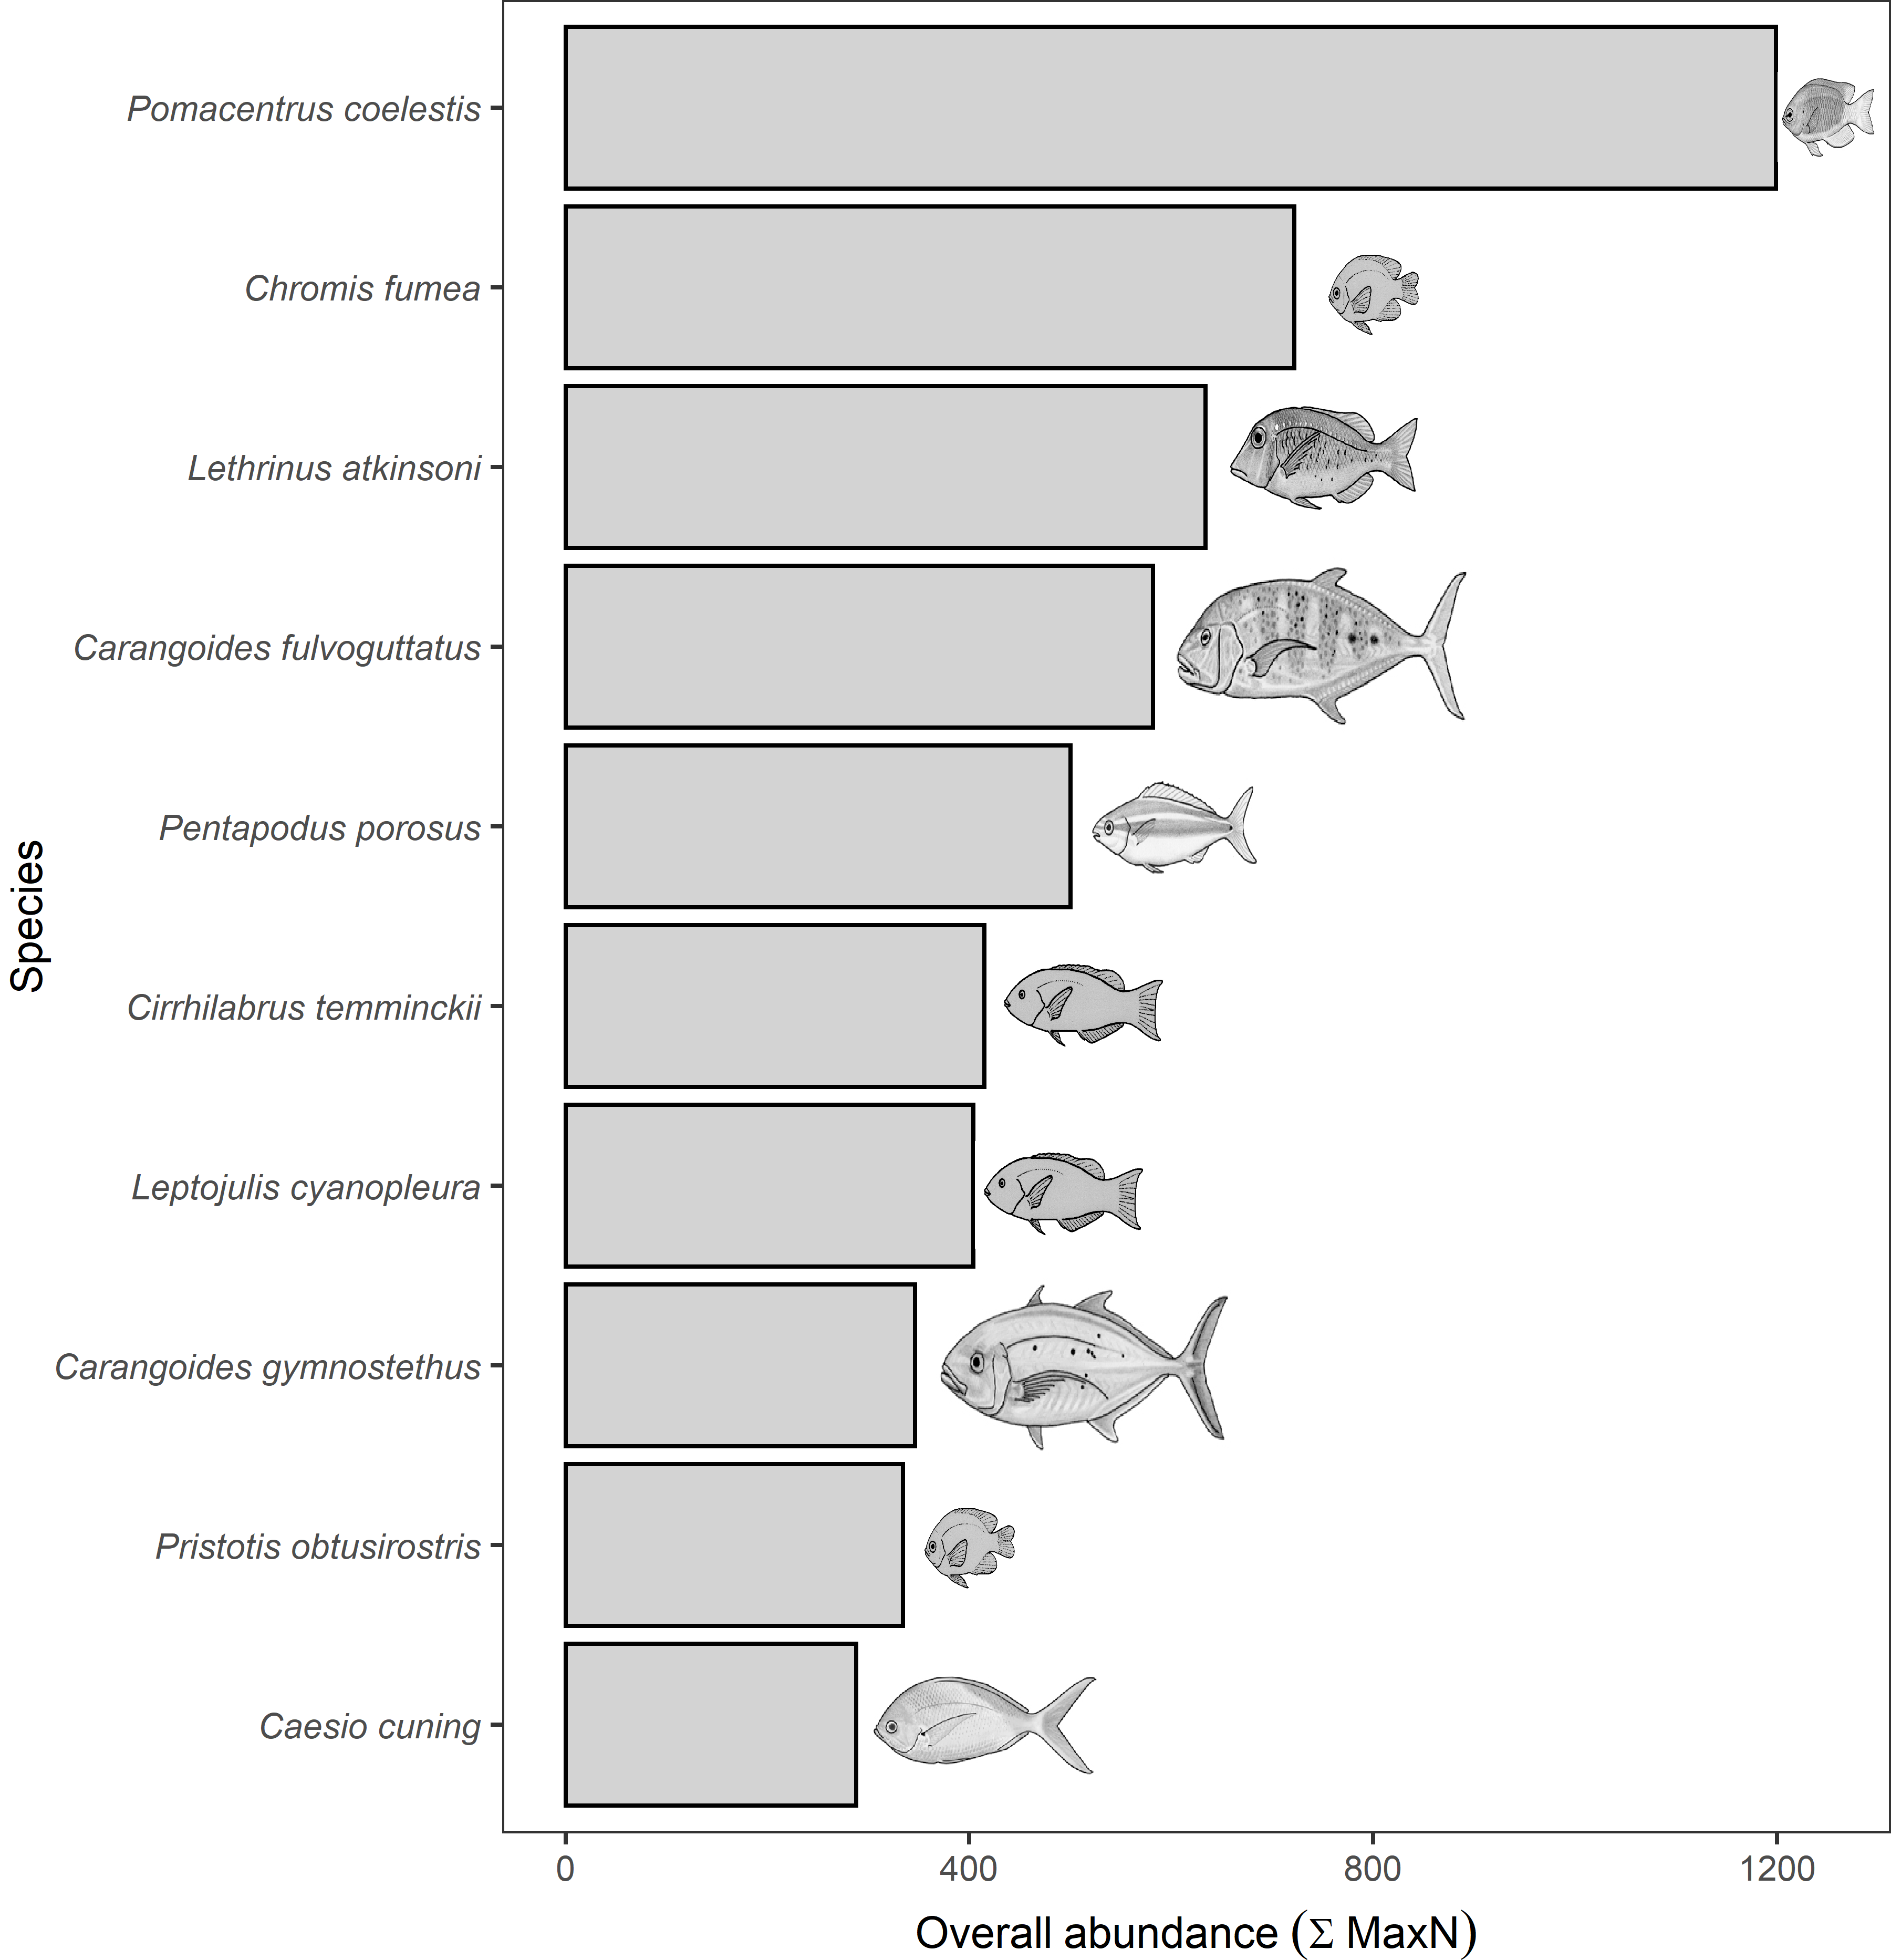 Pomacentrus coelestis
Chromis fumea
Lethrinus atkinsoni
Carangoides fulvoguttatus
Pentapodus porosus
Cirrhilabrus temminckii
Leptojulis cyanopleura
Carangoides gymnostethus
Pristotis obtusirostris
Caesio cuning
Species
0 400 800 1200
Overall abundance (Σ MaxN)